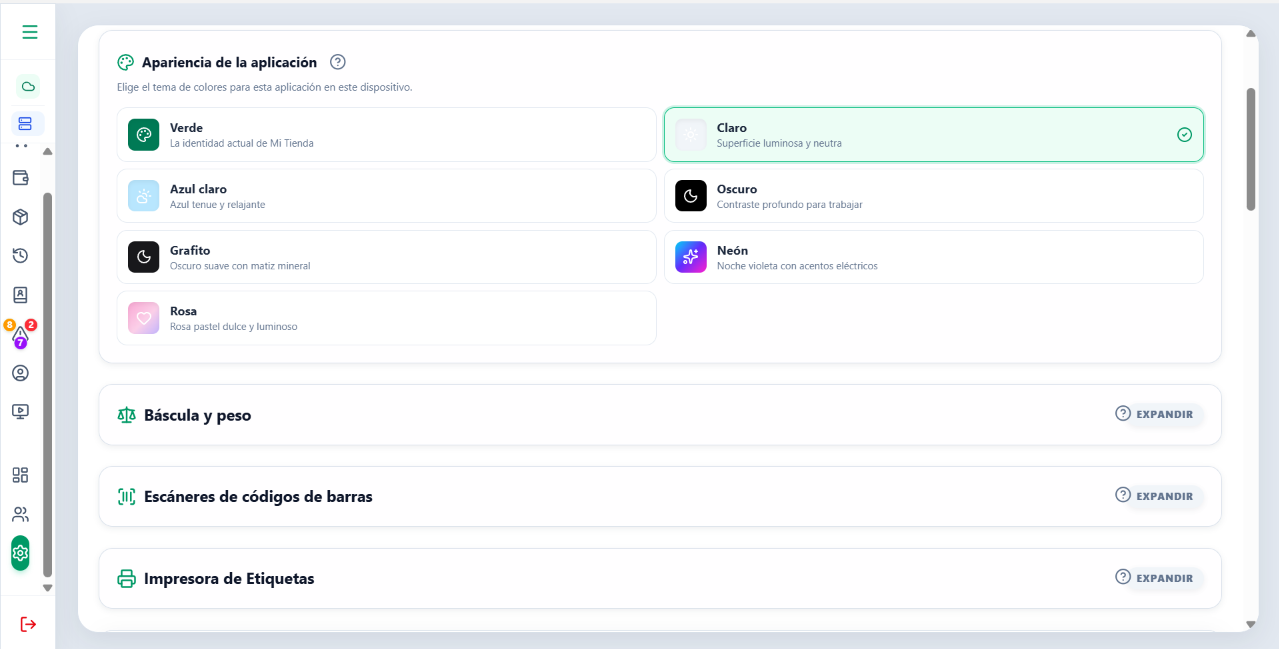 Apariencia de la aplicación
Elige el tema de colores para esta aplicación en este dispositivo.
Verde
La identidad actual de Mi Tienda
Claro
Superficie luminosa y neutra
Azul claro
Azul tenue y relajante
Oscuro
Contraste profundo para trabajar
Grafito
Oscuro suave con matiz mineral
Neón
Noche violeta con acentos eléctricos
Rosa
Rosa pastel dulce y luminoso
8
2
7
Báscula y peso
EXPANDIR
Escáneres de códigos de barras
EXPANDIR
Impresora de Etiquetas
EXPANDIR